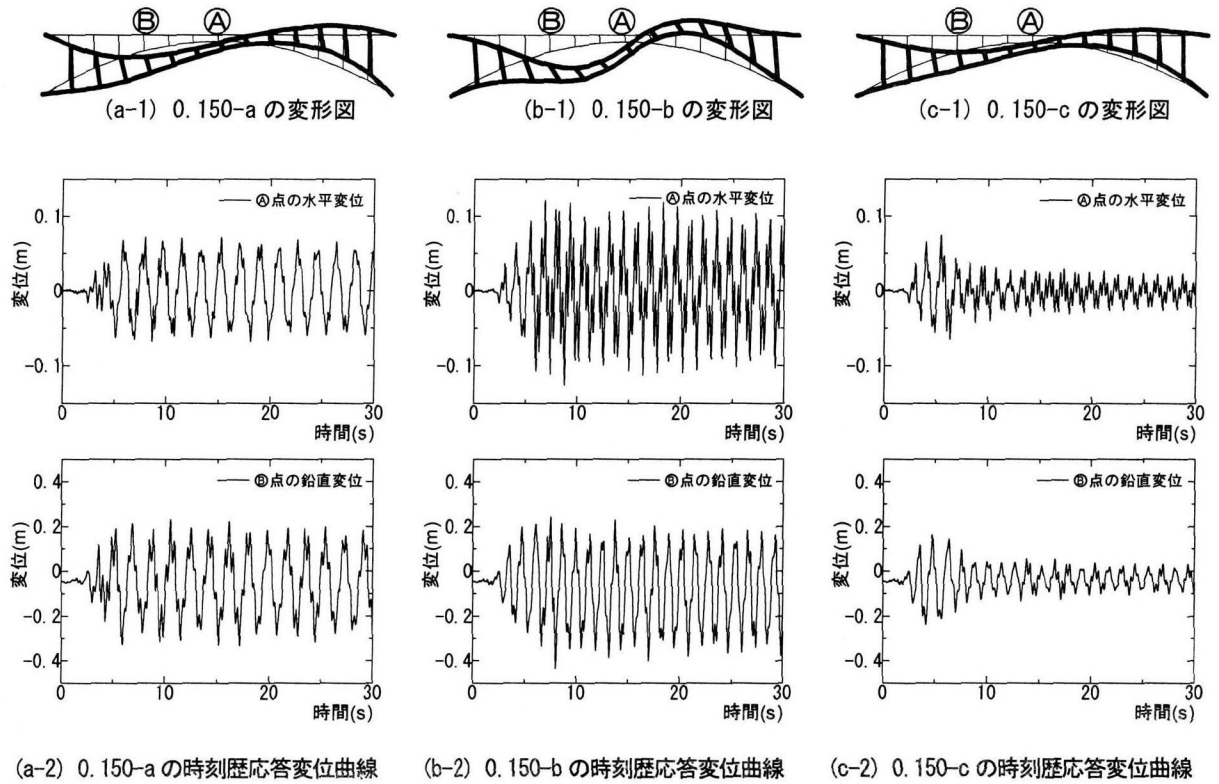 Ⓑ Ⓐ
Ⓑ Ⓐ
Ⓑ Ⓐ
(a-1) 0.150-a の変形図
(b-1) 0.150-b の変形図
(c-1) 0.150-c の変形図
Ⓐ点の水平変位
変位(m)
0.1
0
-0.1
0 10 20 30
時間(s)
Ⓐ点の水平変位
変位(m)
0.1
0
-0.1
0 10 20 30
時間(s)
Ⓐ点の水平変位
変位(m)
0.1
0
-0.1
0 10 20 30
時間(s)
Ⓑ点の鉛直変位
変位(m)
0.4
0.2
0
-0.2
-0.4
0 10 20 30
時間(s)
Ⓑ点の鉛直変位
変位(m)
0.4
0.2
0
-0.2
-0.4
0 10 20 30
時間(s)
Ⓑ点の鉛直変位
変位(m)
0.4
0.2
0
-0.2
-0.4
0 10 20 30
時間(s)
(a-2) 0.150-a の時刻歴応答変位曲線
(b-2) 0.150-b の時刻歴応答変位曲線
(c-2) 0.150-c の時刻歴応答変位曲線